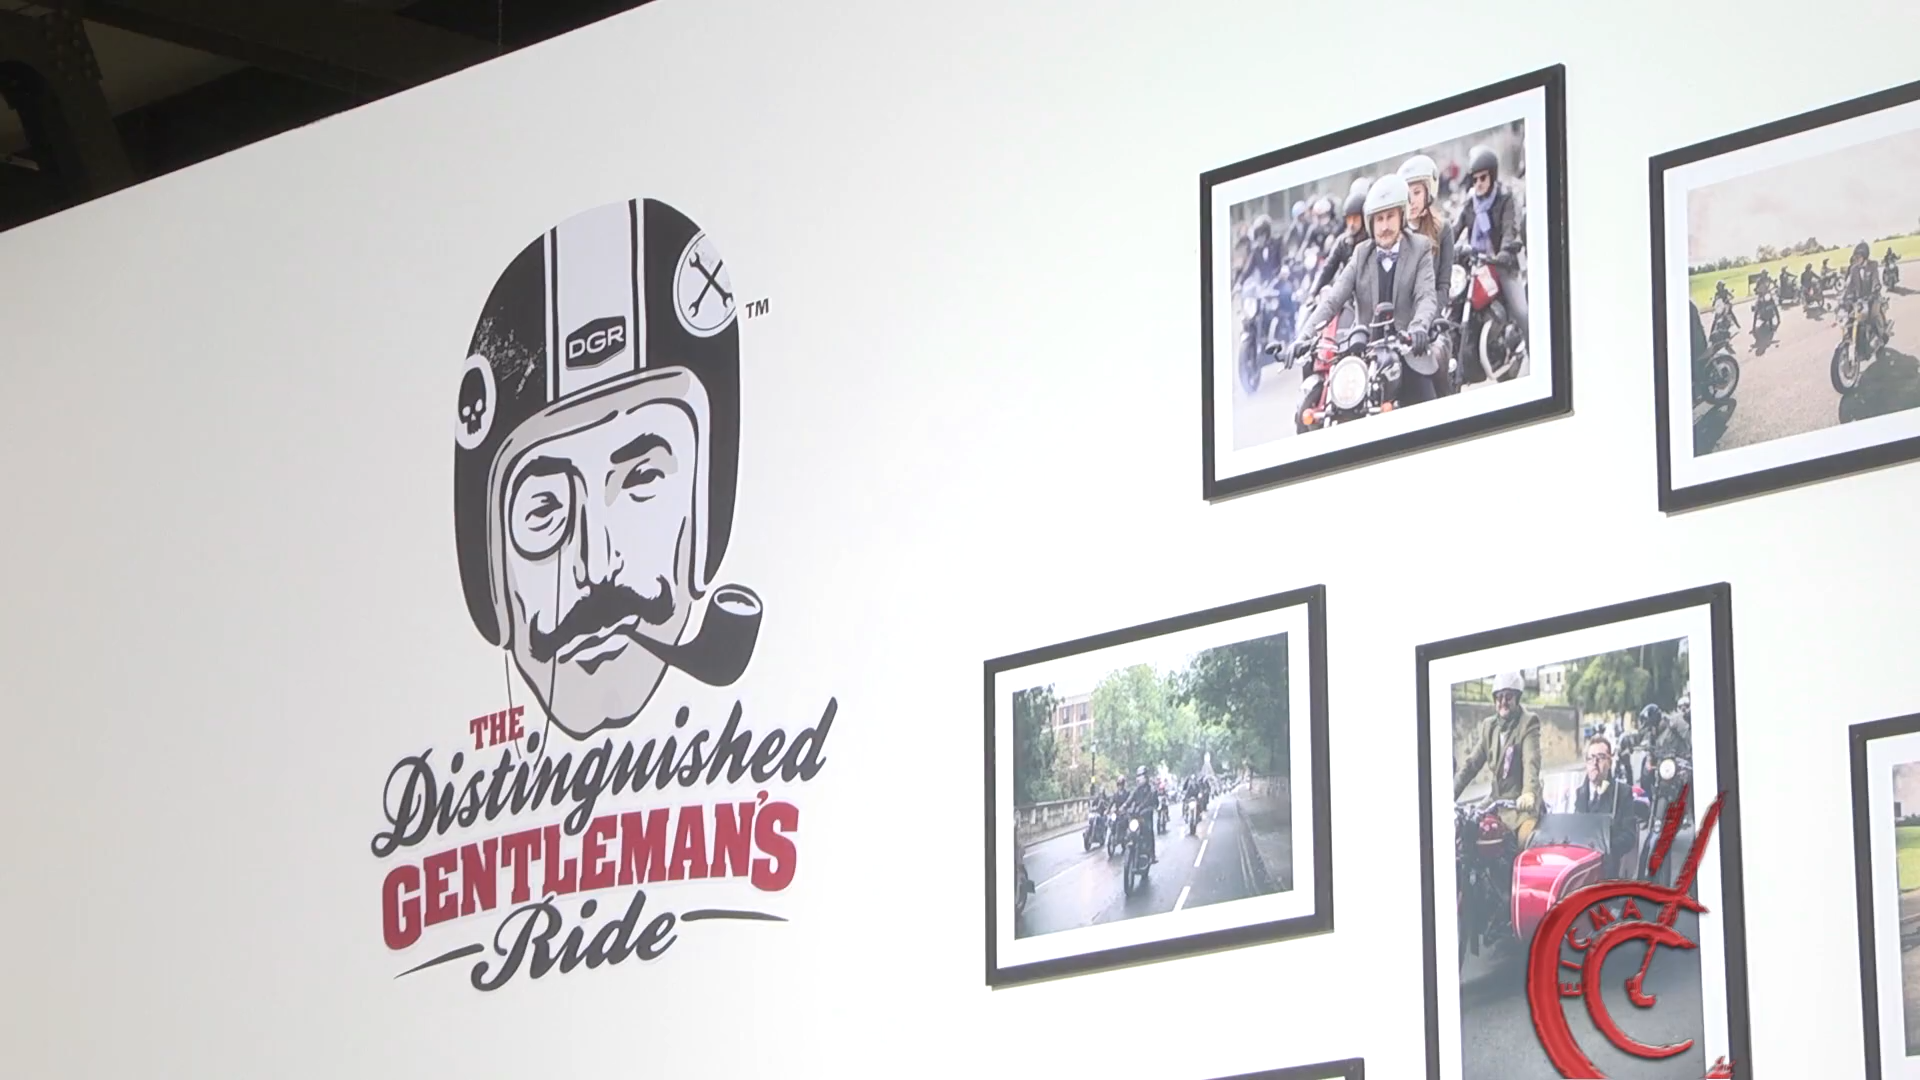 DGR
TM
THE
Distinguished
GENTLEMAN'S
Ride
EICMA